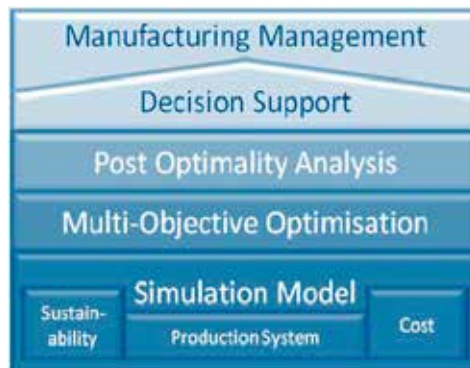 Manufacturing Management
Decision Support
Post Optimality Analysis
Multi-Objective Optimisation
Simulation Model
Sustain-
ability
Production System
Cost